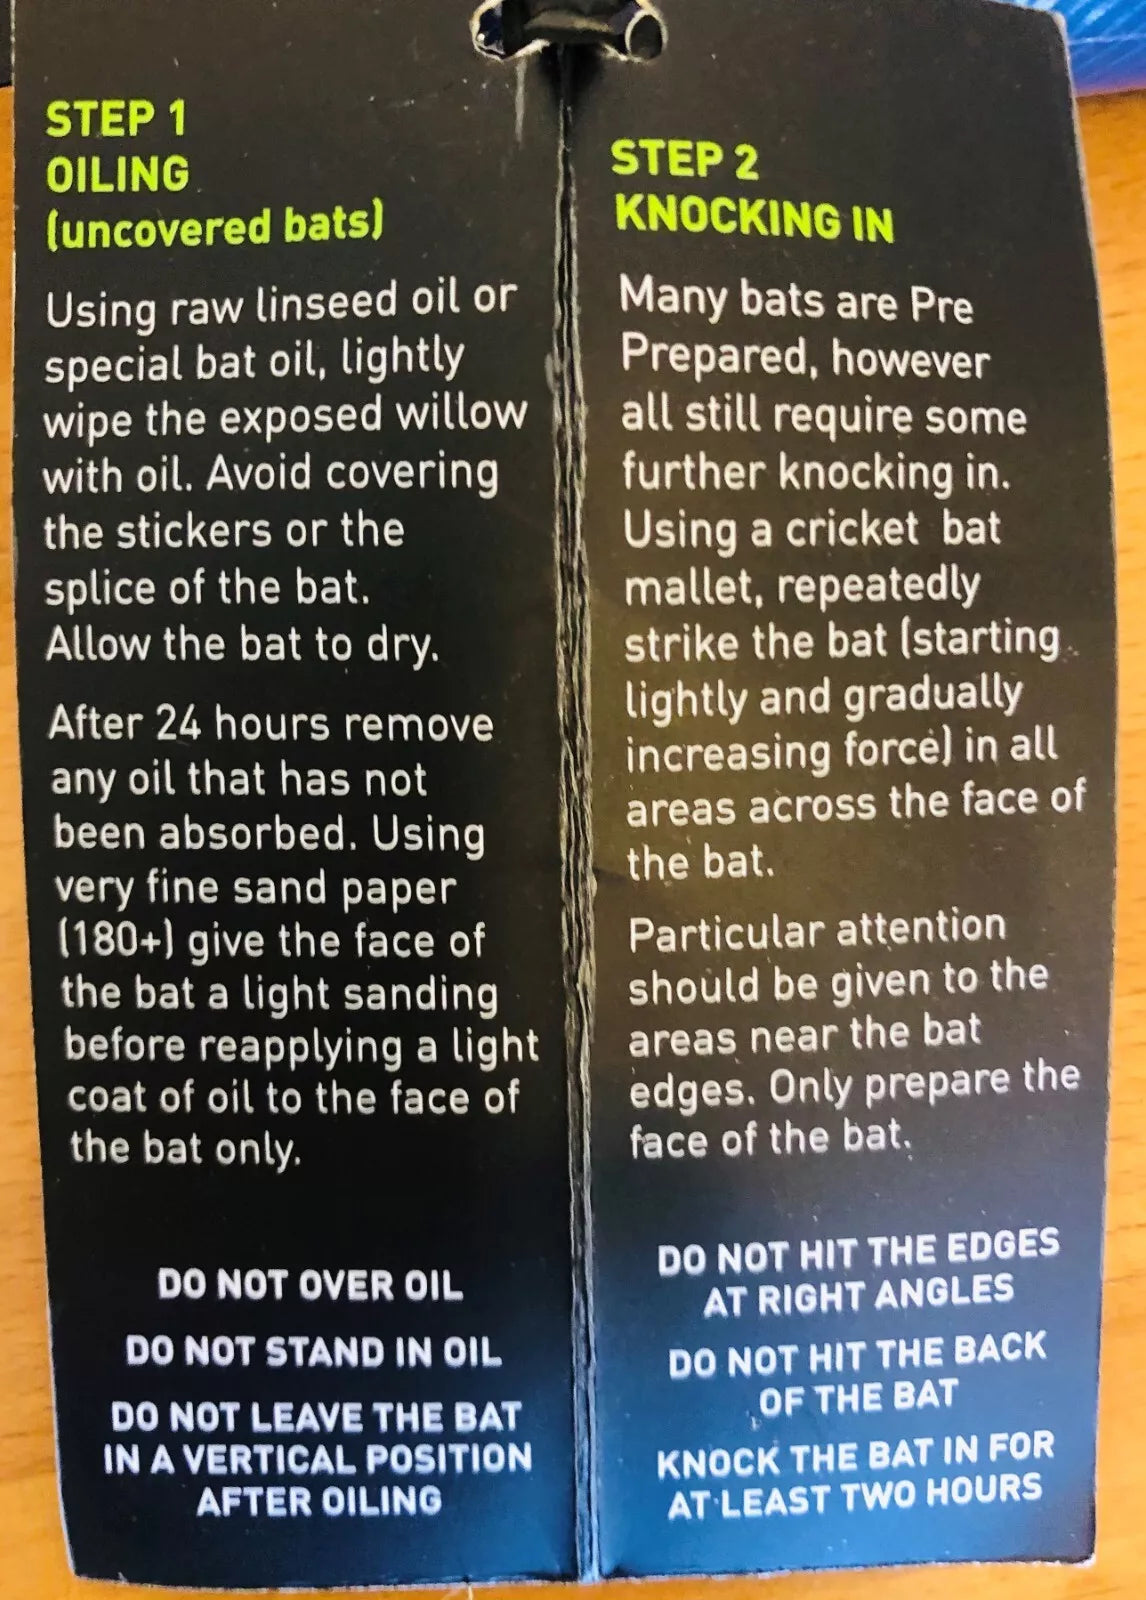 STEP 1
OILING
(uncovered bats)
Using raw linseed oil or
special bat oil, lightly
wipe the exposed willow
with oil. Avoid covering
the stickers or the
splice of the bat.
Allow the bat to dry.
After 24 hours remove
any oil that has not
been absorbed. Using
very fine sand paper
(180+) give the face of
the bat a light sanding
before reapplying a light
coat of oil to the face of
the bat only.
DO NOT OVER OIL
DO NOT STAND IN OIL
DO NOT LEAVE THE BAT
IN A VERTICAL POSITION
AFTER OILING
STEP 2
KNOCKING IN
Many bats are Pre
Prepared, however
all still require some
further knocking in.
Using a cricket bat
mallet, repeatedly
strike the bat (starting
lightly and gradually
increasing force) in all
areas across the face of
the bat.
Particular attention
should be given to the
areas near the bat
edges. Only prepare the
face of the bat.
DO NOT HIT THE EDGES
AT RIGHT ANGLES
DO NOT HIT THE BACK
OF THE BAT
KNOCK THE BAT IN FOR
AT LEAST TWO HOURS